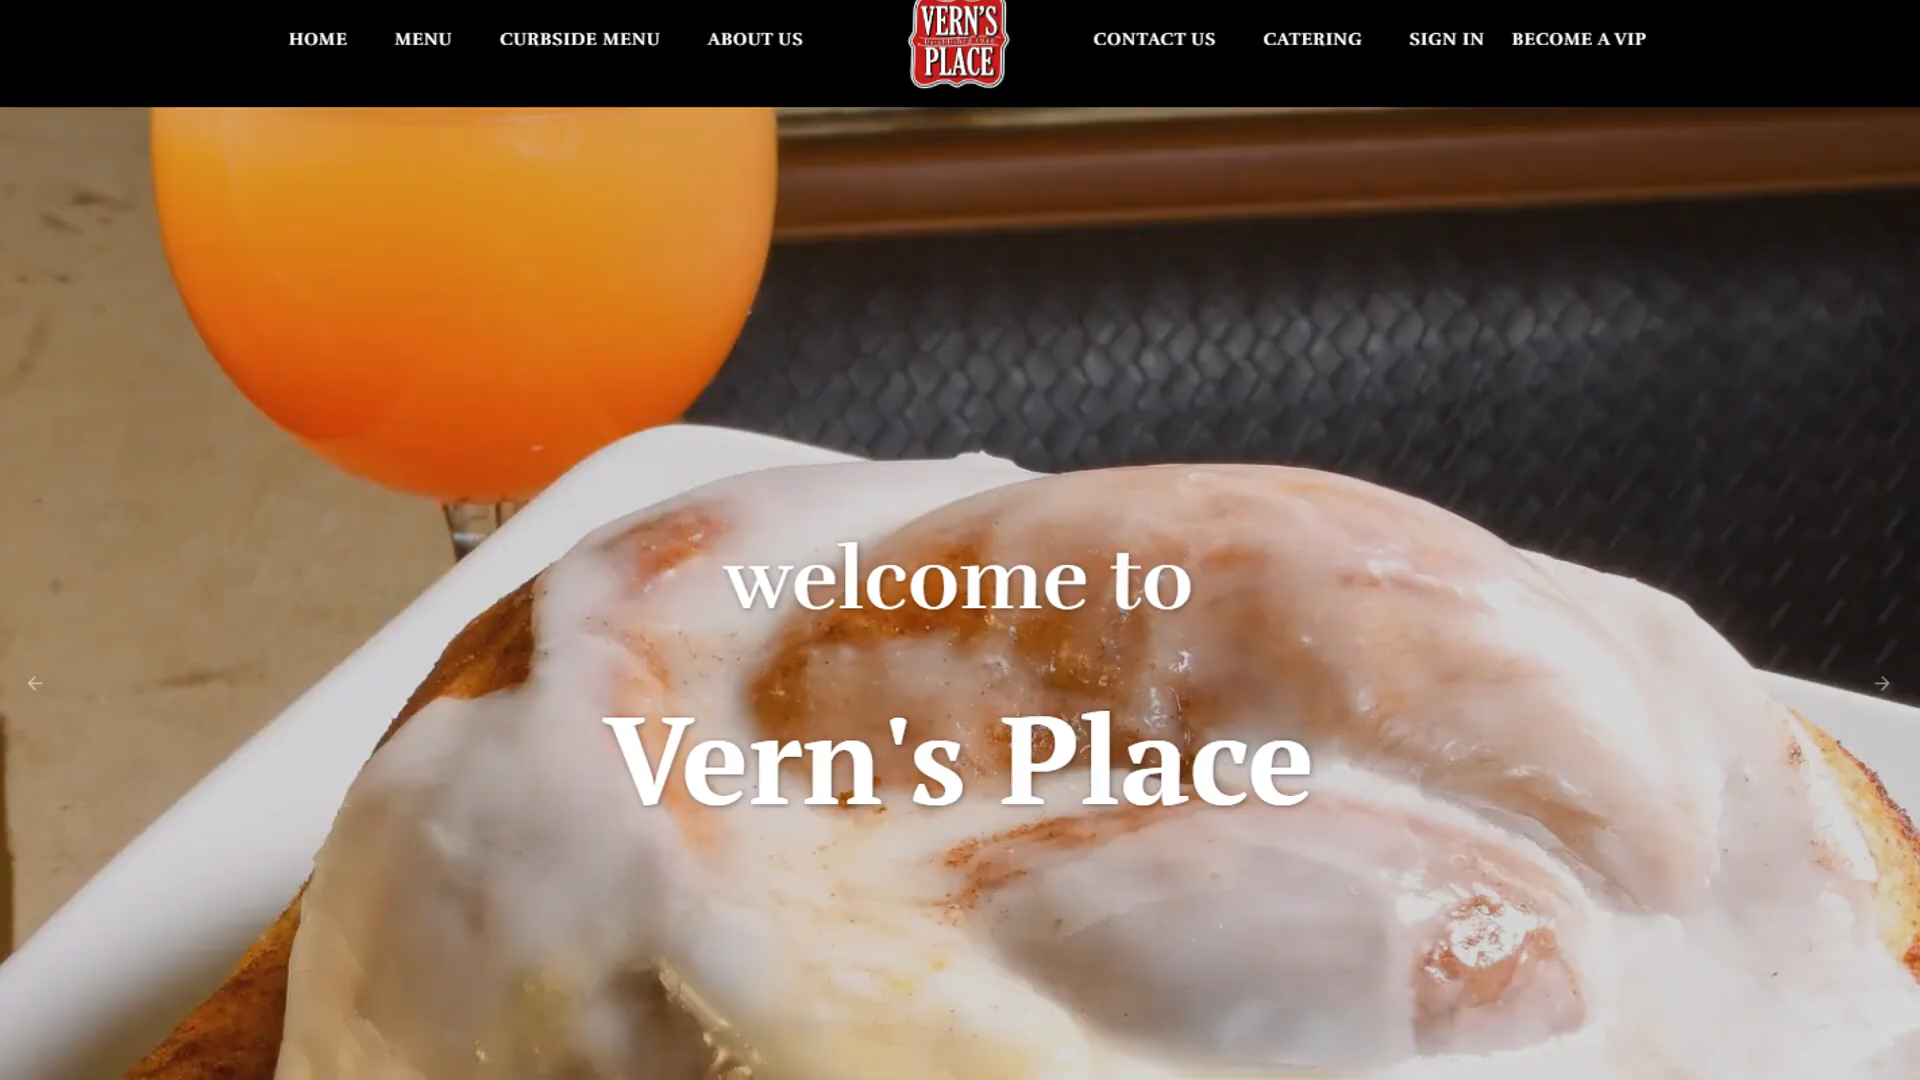 HOME MENU CURBSIDE MENU ABOUT US VERN'S PLACE CONTACT US CATERING SIGN IN BECOME A VIP
welcome to
Vern's Place